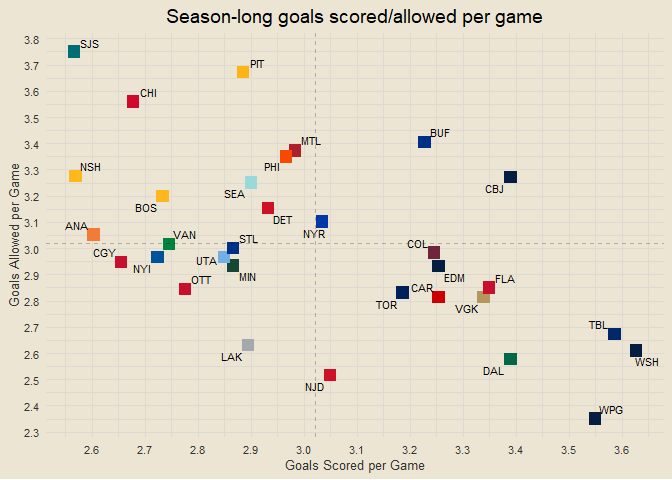 Season-long goals scored/allowed per game
Goals Allowed per Game
3.8
3.7
3.6
3.5
3.4
3.3
3.2
3.1
3.0
2.9
2.8
2.7
2.6
2.5
2.4
2.3
SJS
PIT
CHI
BUF
MTL
PHI
NSH
SEA
CBJ
BOS
DET
ANA
NYR
VAN
STL
COL
CGY
NYI
UTA
MIN
EDM
OTT
TOR
CAR
VGK
FLA
LAK
TBL
WSH
NJD
DAL
WPG
2.6 2.7 2.8 2.9 3.0 3.1 3.2 3.3 3.4 3.5 3.6
Goals Scored per Game